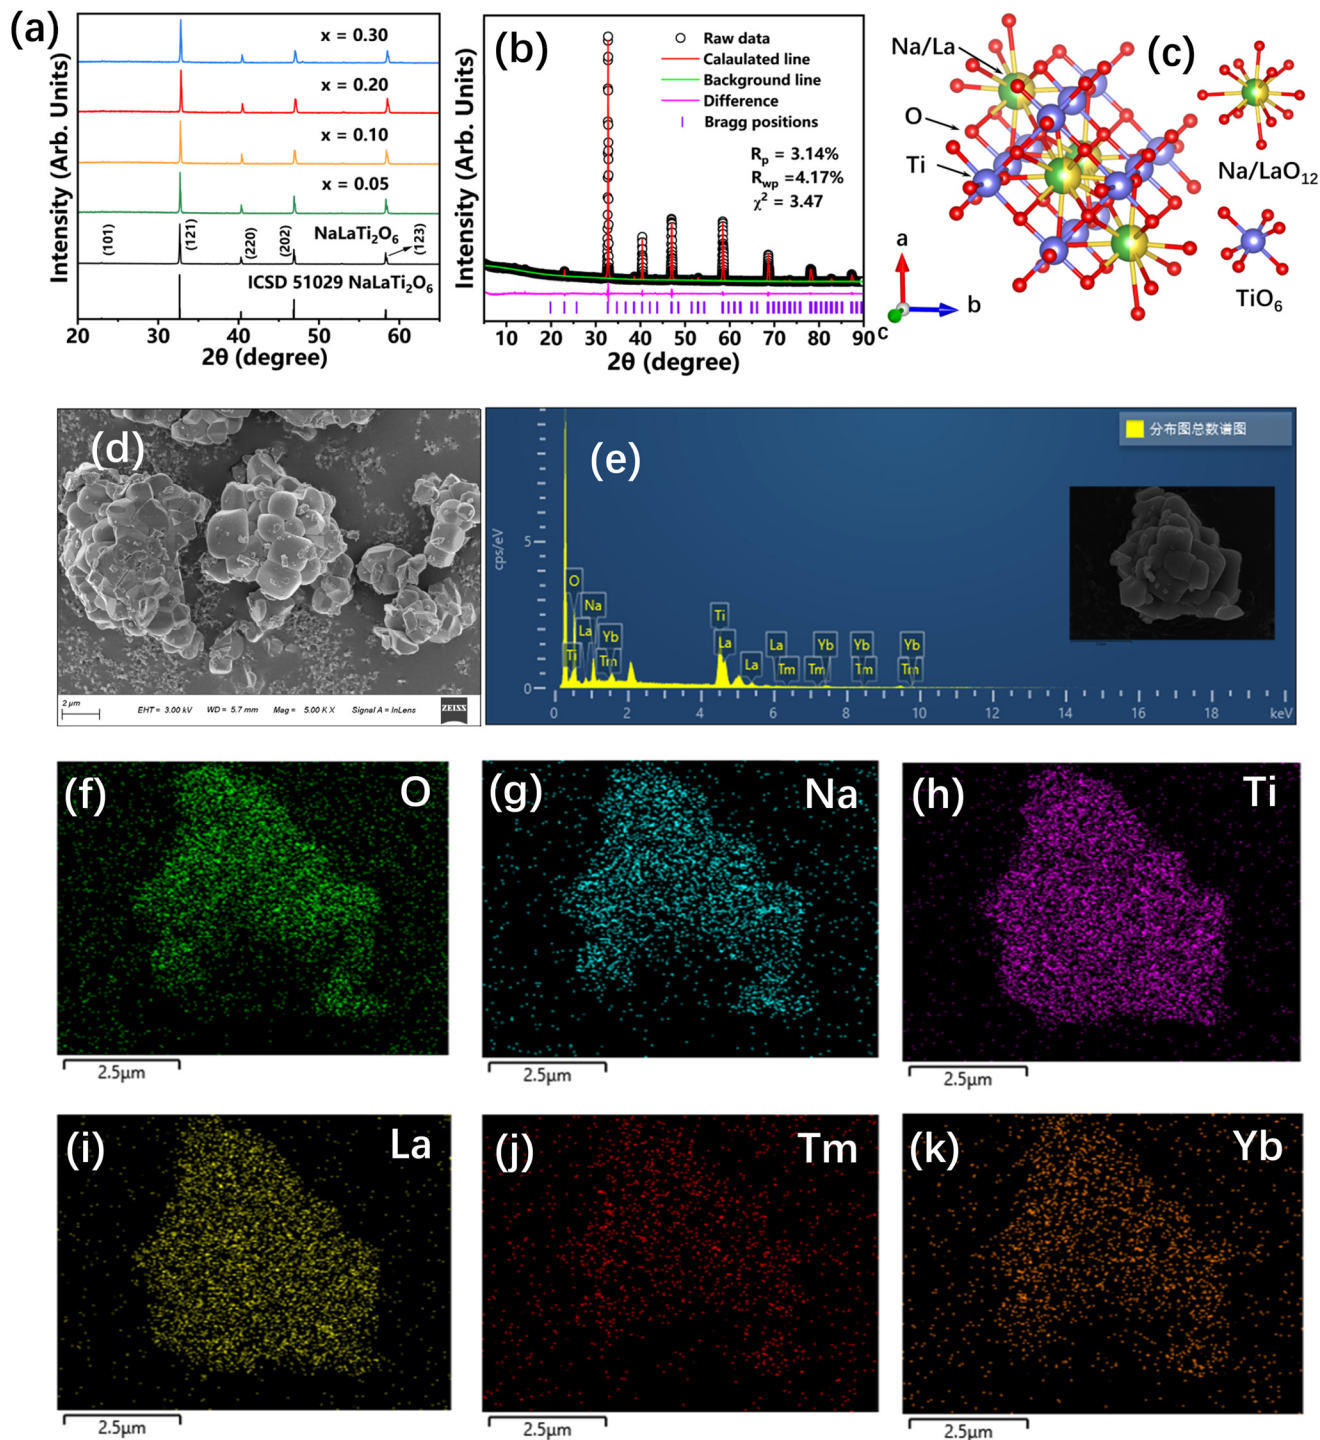 (a)
x = 0.30
x = 0.20
x = 0.10
x = 0.05
NaLaTi₂O₆
(101)
(121)
(220)
(202)
(123)
ICSD 51029 NaLaTi₂O₆
20 30 40 50 60
2θ (degree)
Intensity (Arb. Units)
(b)
Raw data
Calaulated line
Background line
Difference
Bragg positions
Rₚ = 3.14%
R_wp =4.17%
χ² = 3.47
10 20 30 40 50 60 70 80 90
2θ (degree)
Intensity (Arb. Units)
(c)
Na/La
O
Ti
Na/LaO₁₂
TiO₆
a
b
c
(d)
2 μm
EHT = 3.00 kV WD = 5.7 mm Mag = 5.00 K X Signal A = InLens
ZEISS
(e)
分布图总数谱图
cps/eV
5
0
O
Na
La
Yb
Ti
Tm
Ti
La
La
La
Tm
Yb
Tm
Yb
Tm
Yb
Tm
0 2 4 6 8 10 12 14 16 18 keV
(f)
O
2.5μm
(g)
Na
2.5μm
(h)
Ti
2.5μm
(i)
La
2.5μm
(j)
Tm
2.5μm
(k)
Yb
2.5μm